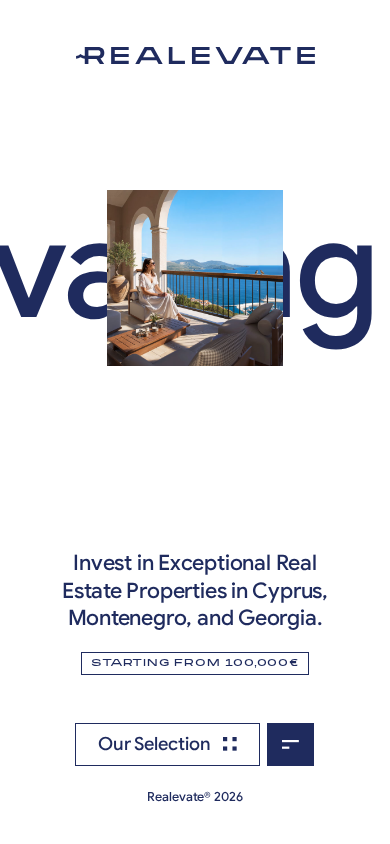 REALEVATE
Invest in Exceptional Real
Estate Properties in Cyprus,
Montenegro, and Georgia.
STARTING FROM 100,000€
Our Selection
Realevate® 2026